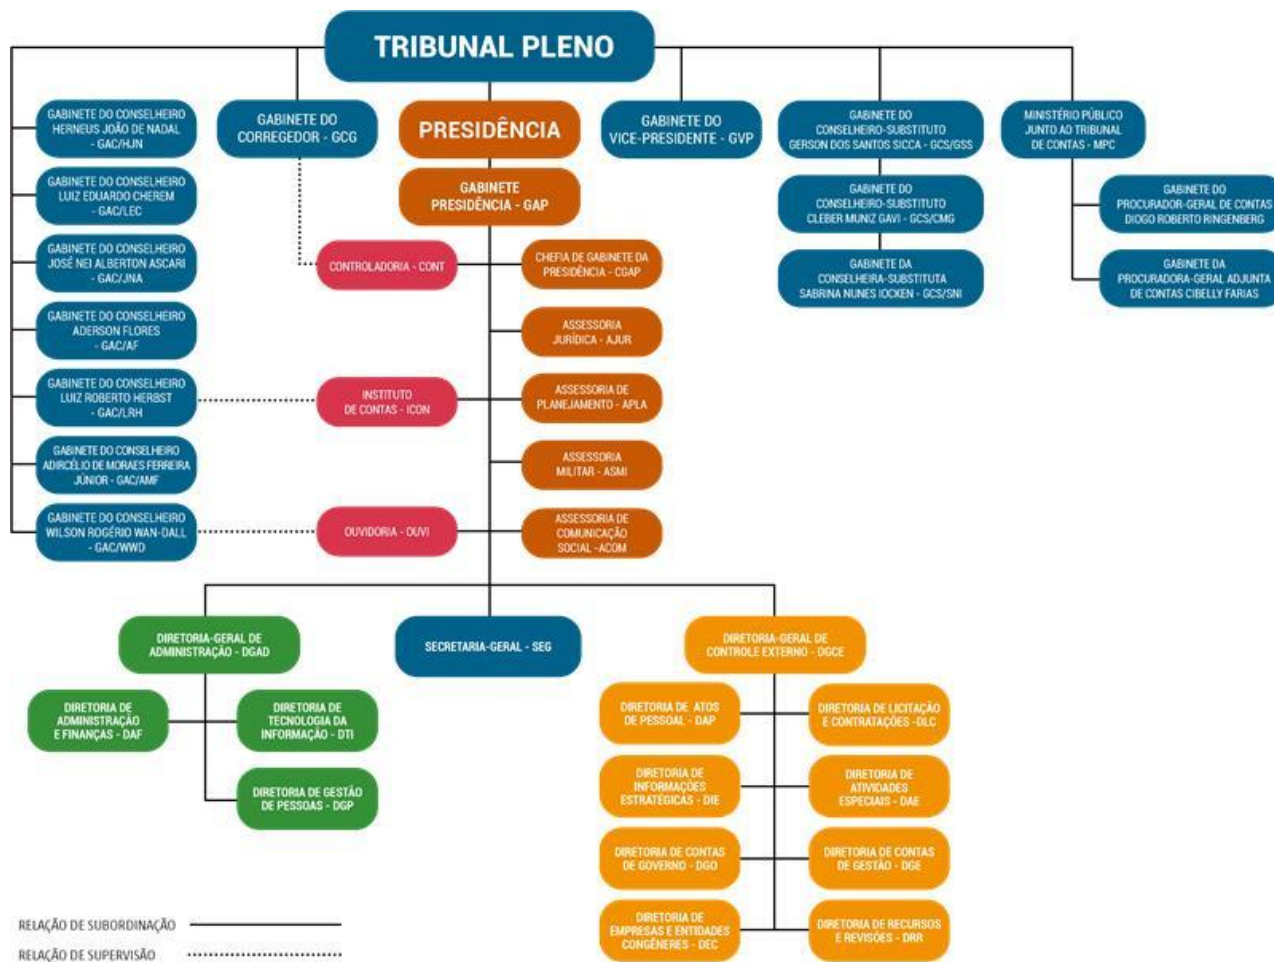 TRIBUNAL PLENO
GABINETE DO CONSELHEIRO
HERNEUS JOÃO DE NADAL
- GAC/HJN
GABINETE DO
CORREGEDOR - GCG
PRESIDÊNCIA
GABINETE DO
VICE-PRESIDENTE - GVP
GABINETE DO
CONSELHEIRO-SUBSTITUTO
GERSON DOS SANTOS SICCA - GCS/GSS
MINISTÉRIO PÚBLICO
JUNTO AO TRIBUNAL
DE CONTAS - MPC
GABINETE DO CONSELHEIRO
LUIZ EDUARDO CHEREM
- GAC/LEC
GABINETE
PRESIDÊNCIA - GAP
GABINETE DO
CONSELHEIRO-SUBSTITUTO
CLEBER MUNIZ GAVI - GCS/CMG
GABINETE DO
PROCURADOR-GERAL DE CONTAS
DIOGO ROBERTO RINGENBERG
GABINETE DO CONSELHEIRO
JOSÉ NEI ALBERTON ASCARI
- GAC/JNA
CONTROLADORIA - CONT
CHEFIA DE GABINETE DA
PRESIDÊNCIA - CGAP
GABINETE DA
CONSELHEIRA-SUBSTITUTA
SABRINA NUNES IOCKEN - GCS/SNI
GABINETE DA
PROCURADORA-GERAL ADJUNTA
DE CONTAS CIBELLY FARIAS
GABINETE DO CONSELHEIRO
ADERSON FLORES
- GAC/AF
ASSESSORIA
JURÍDICA - AJUR
GABINETE DO CONSELHEIRO
LUIZ ROBERTO HERBST
- GAC/LRH
INSTITUTO
DE CONTAS - ICON
ASSESSORIA DE
PLANEJAMENTO - APLA
GABINETE DO CONSELHEIRO
ADIRCÉLIO DE MORAES FERREIRA
JÚNIOR - GAC/AMF
ASSESSORIA
MILITAR - ASMI
GABINETE DO CONSELHEIRO
WILSON ROGÉRIO WAN-DALL
- GAC/WWD
OUVIDORIA - OUVI
ASSESSORIA DE
COMUNICAÇÃO
SOCIAL -ACOM
DIRETORIA-GERAL DE
ADMINISTRAÇÃO - DGAD
SECRETARIA-GERAL - SEG
DIRETORIA-GERAL DE
CONTROLE EXTERNO - DGCE
DIRETORIA DE
ADMINISTRAÇÃO
E FINANÇAS - DAF
DIRETORIA DE
TECNOLOGIA DA
INFORMAÇÃO - DTI
DIRETORIA DE ATOS
DE PESSOAL - DAP
DIRETORIA DE LICITAÇÃO
E CONTRATAÇÕES -DLC
DIRETORIA DE GESTÃO
DE PESSOAS - DGP
DIRETORIA DE
INFORMAÇÕES
ESTRATÉGICAS - DIE
DIRETORIA DE
ATIVIDADES
ESPECIAIS - DAE
DIRETORIA DE CONTAS
DE GOVERNO - DGO
DIRETORIA DE CONTAS
DE GESTÃO - DGE
DIRETORIA DE
EMPRESAS E ENTIDADES
CONGÊNERES - DEC
DIRETORIA DE RECURSOS
E REVISÕES - DRR
RELAÇÃO DE SUBORDINAÇÃO
RELAÇÃO DE SUPERVISÃO